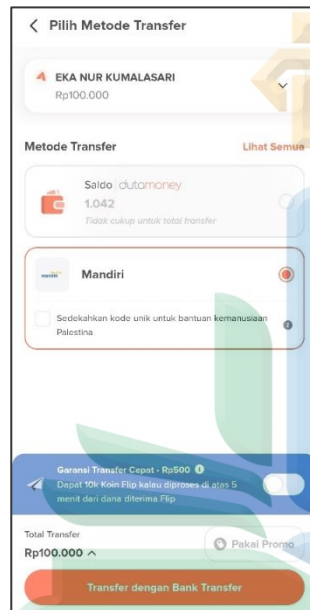 Pilih Metode Transfer
EKA NUR KUMALASARI
Rp100.000
Metode Transfer
Lihat Semua
Saldo dutamoney
1.042
Tidak cukup untuk total transfer
mandiri
Mandiri
Sedekahkan kode unik untuk bantuan kemanusiaan
Palestina
Garansi Transfer Cepat - Rp500
Dapat 10k Koin Flip kalau diproses di atas 5
menit dari dana diterima Flip
Total Transfer
Rp100.000
Pakai Promo
Transfer dengan Bank Transfer